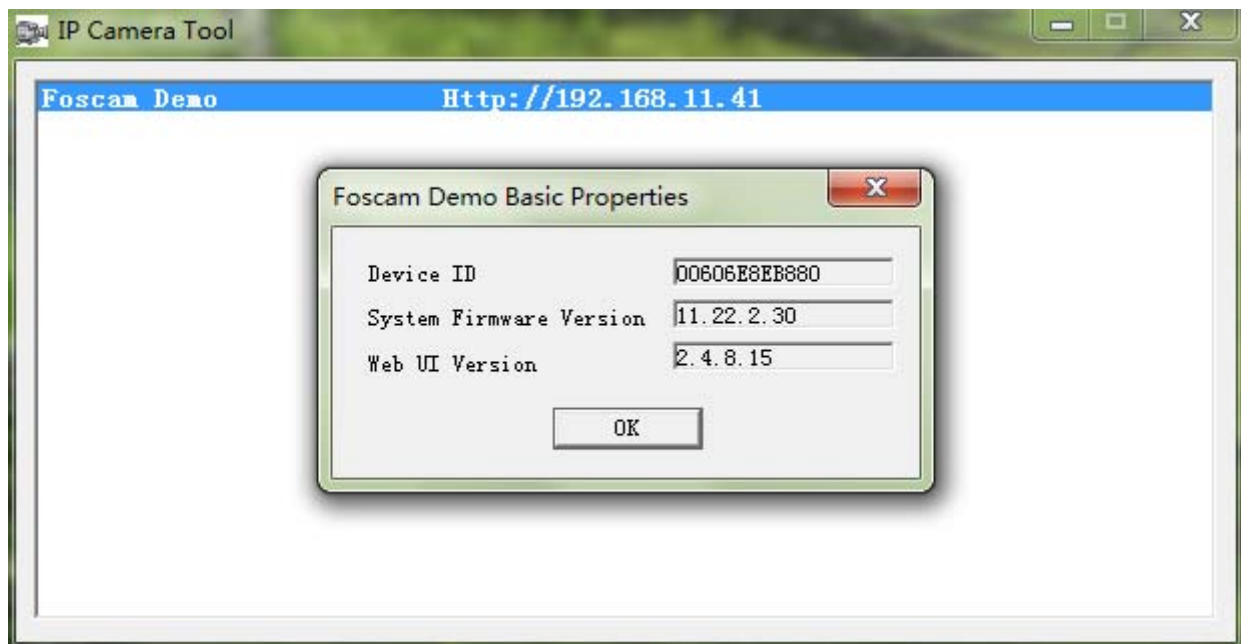 IP Camera Tool
Foscam Demo Http://192.168.11.41
Foscam Demo Basic Properties
Device ID 00606E8EB880
System Firmware Version 11.22.2.30
Web UI Version 2.4.8.15
OK